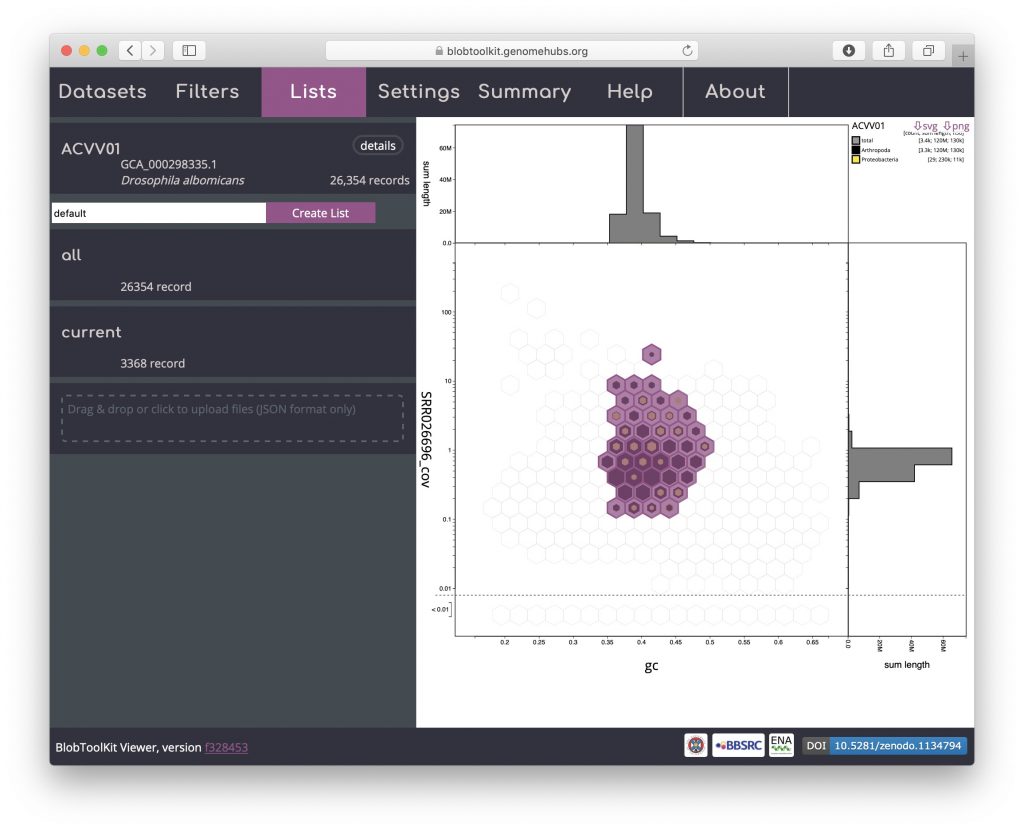 blobtoolkit.genomehubs.org
Datasets Filters Lists Settings Summary Help About
ACVV01
details
GCA_000298335.1
Drosophila albomicans
26,354 records
default
Create List
all
26354 record
current
3368 record
Drag & drop or click to upload files (JSON format only)
ACVV01
svg png
total
[3.4k; 120M; 130k]
Arthropoda
[3.3k; 120M; 130k]
Proteobacteria
[29; 230k; 11k]
60M
40M
20M
0.0
sum length
100
10
1
0.1
0.01
< 0.01
SRR026696_cov
0.2 0.25 0.3 0.35 0.4 0.45 0.5 0.55 0.6 0.65
gc
0.0 20M 40M 60M
sum length
BlobToolKit Viewer, version f328453
BBSRC
ENA
DOI 10.5281/zenodo.1134794